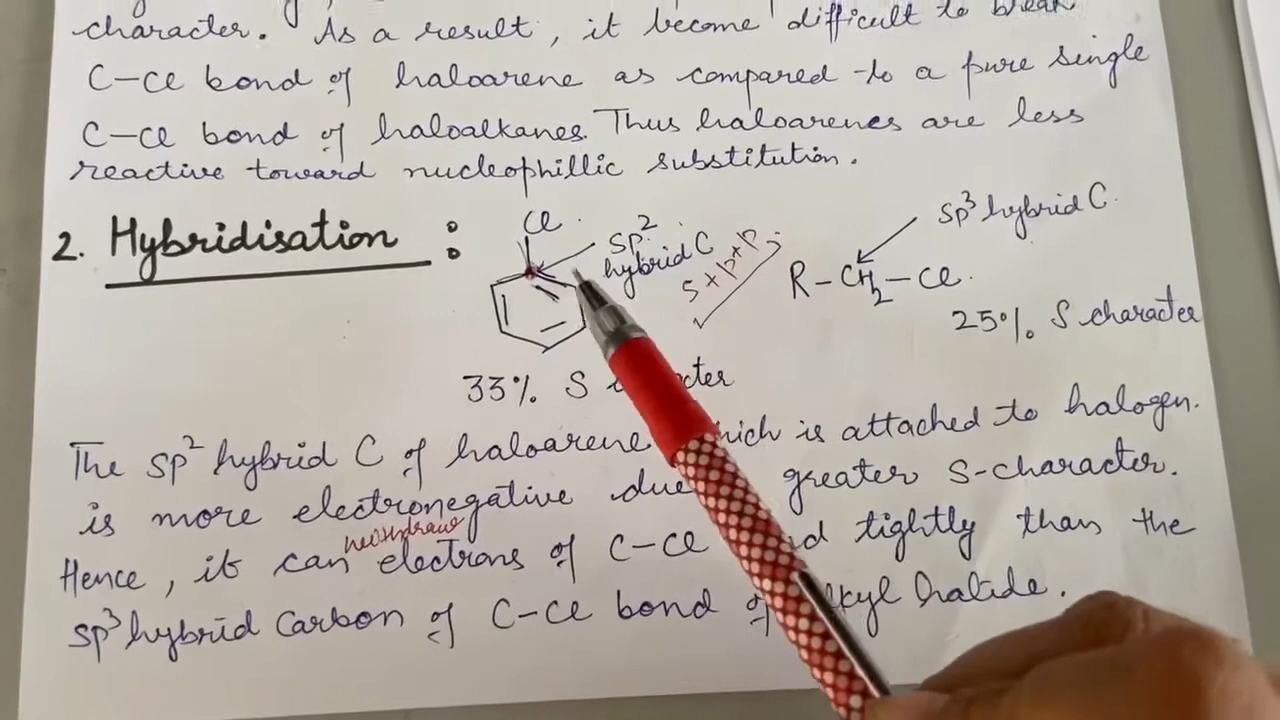 character. As a result, it become difficult to break
C-Cl bond of haloarene as compared to a pure single
C-Cl bond of haloalkanes. Thus haloarenes are less
reactive toward nucleophillic substitution.
2. Hybridisation :
Cl
sp² hybrid C
s+p+p
sp³ hybrid C
R-CH₂-Cl
33% S
25% S character
The sp² hybrid C of haloarene which is attached to halogen.
is more electronegative due greater S-character.
Hence, it can withdraw electrons of C-Cl tightly than the
sp³ hybrid Carbon of C-Cl bond of alkyl halide.